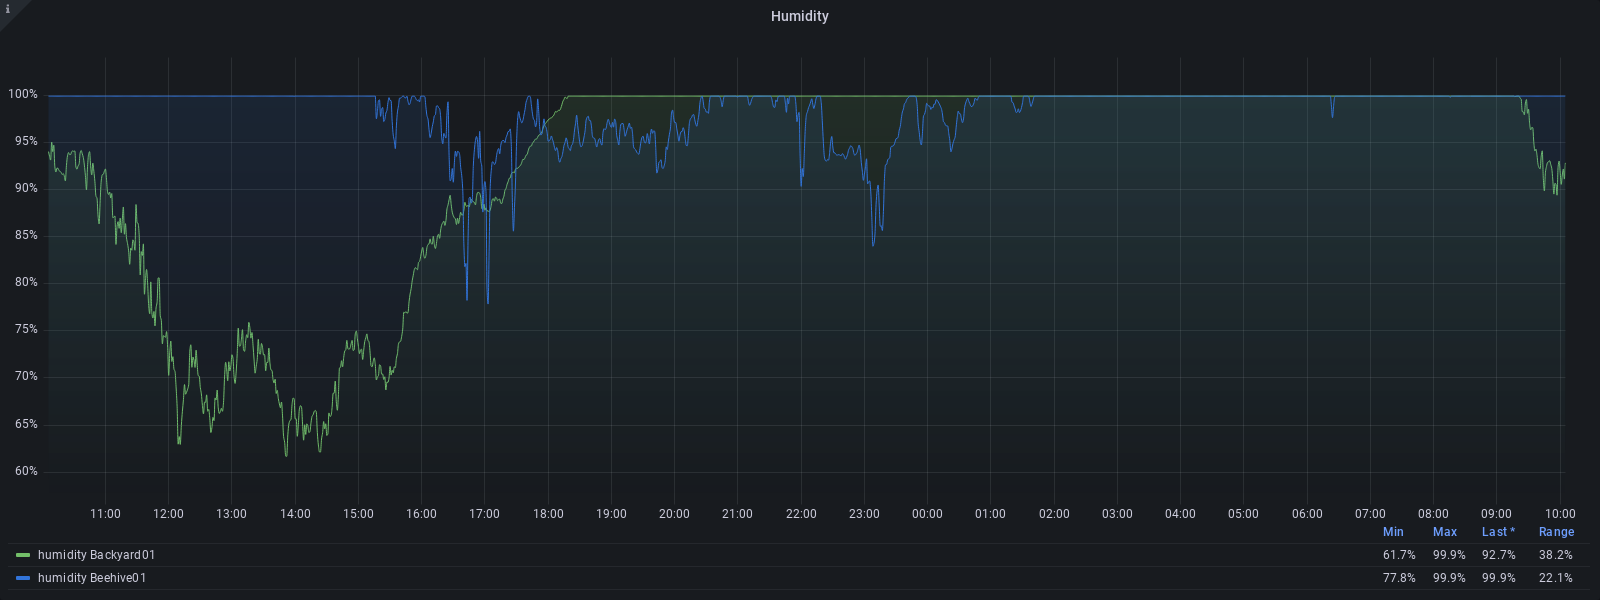 i
Humidity
100%
95%
90%
85%
80%
75%
70%
65%
60%
11:00 12:00 13:00 14:00 15:00 16:00 17:00 18:00 19:00 20:00 21:00 22:00 23:00 00:00 01:00 02:00 03:00 04:00 05:00 06:00 07:00 08:00 09:00 10:00
Min Max Last * Range
humidity Backyard01 61.7% 99.9% 92.7% 38.2%
humidity Beehive01 77.8% 99.9% 99.9% 22.1%